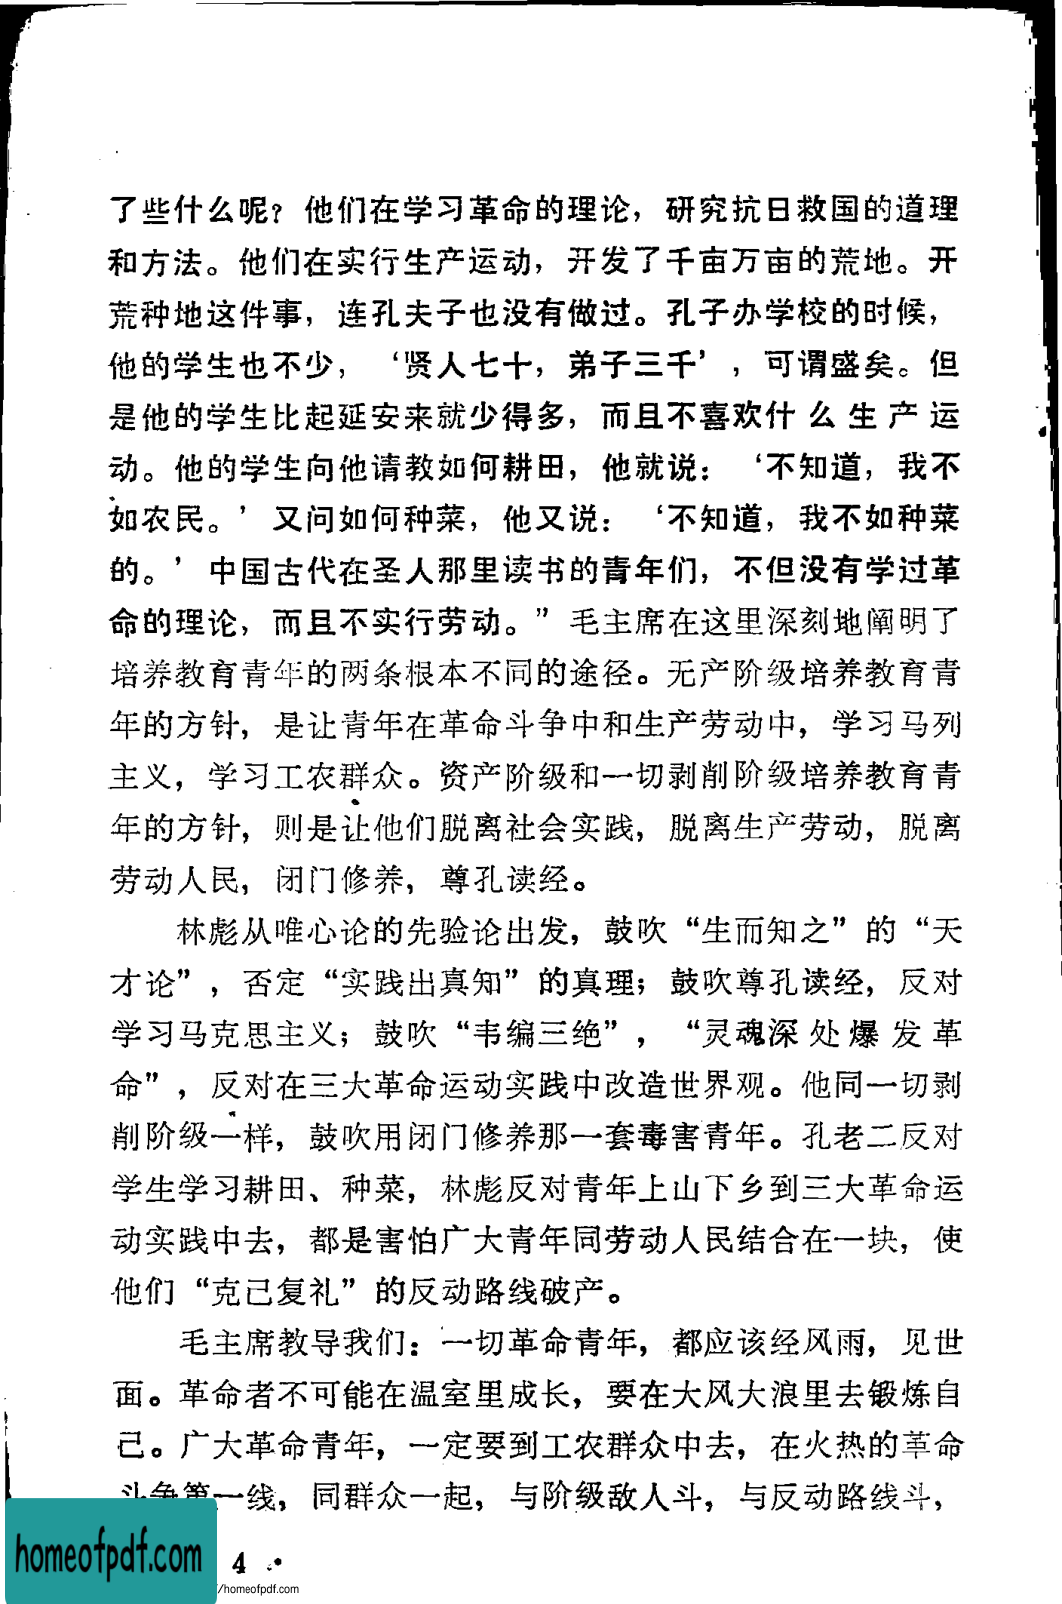 了些什么呢？他们在学习革命的理论，研究抗日救国的道理
和方法。他们在实行生产运动，开发了千亩万亩的荒地。开
荒种地这件事，连孔夫子也没有做过。孔子办学校的时候，
他的学生也不少，‘贤人七十，弟子三千’，可谓盛矣。但
是他的学生比起延安来就少得多，而且不喜欢什么生产运
动。他的学生向他请教如何耕田，他就说：‘不知道，我不
如农民。’又问如何种菜，他又说：‘不知道，我不如种菜
的。’中国古代在圣人那里读书的青年们，不但没有学过革
命的理论，而且不实行劳动。”毛主席在这里深刻地阐明了
培养教育青年的两条根本不同的途径。无产阶级培养教育青
年的方针，是让青年在革命斗争中和生产劳动中，学习马列
主义，学习工农群众。资产阶级和一切剥削阶级培养教育青
年的方针，则是让他们脱离社会实践，脱离生产劳动，脱离
劳动人民，闭门修养，尊孔读经。
林彪从唯心论的先验论出发，鼓吹“生而知之”的“天
才论”，否定“实践出真知”的真理；鼓吹尊孔读经，反对
学习马克思主义；鼓吹“韦编三绝”，“灵魂深处爆发革
命”，反对在三大革命运动实践中改造世界观。他同一切剥
削阶级一样，鼓吹用闭门修养那一套毒害青年。孔老二反对
学生学习耕田、种菜，林彪反对青年上山下乡到三大革命运
动实践中去，都是害怕广大青年同劳动人民结合在一块，使
他们“克己复礼”的反动路线破产。
毛主席教导我们：一切革命青年，都应该经风雨，见世
面。革命者不可能在温室里成长，要在大风大浪里去锻炼自
己。广大革命青年，一定要到工农群众中去，在火热的革命
斗争第一线，同群众一起，与阶级敌人斗，与反动路线斗，
homeofpdf.com
4
/homeofpdf.com